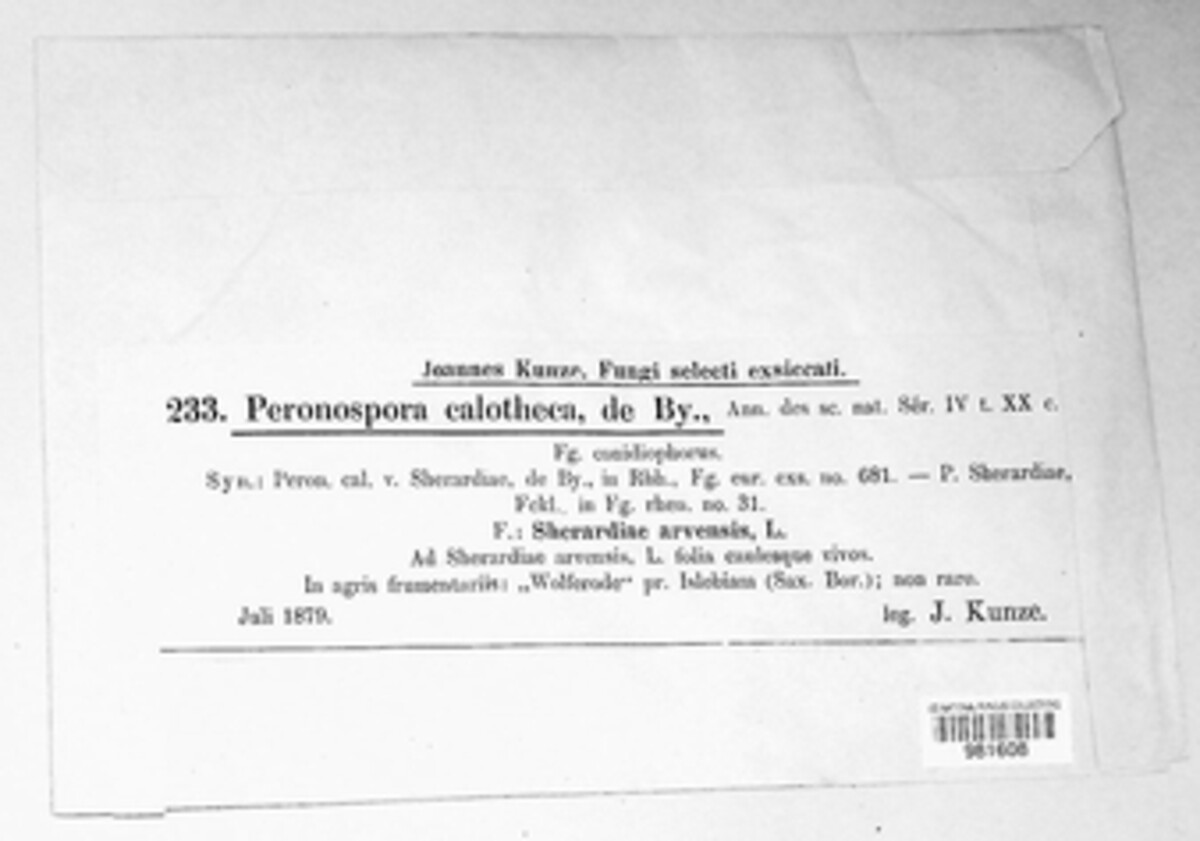 Joannes Kunze, Fungi selecti exsiccati.
233. Peronospora calotheca, de By., Ann. des sc. nat. Sér. IV t. XX c.
Fg. conidiophorus.
Syn.: Peron. cal. v. Sherardiae, de By., in Rbh., Fg. eur. exs. no. 681. — P. Sherardiae,
Fckl. in Fg. rhen. no. 31.
F.: Sherardiae arvensis, L.
Ad Sherardiae arvensis, L. folia caulesque vivos.
In agris frumentariis: „Wolferode“ pr. Islebiam (Sax. Bor.); non raro.
Juli 1879.
leg. J. Kunze.
981608